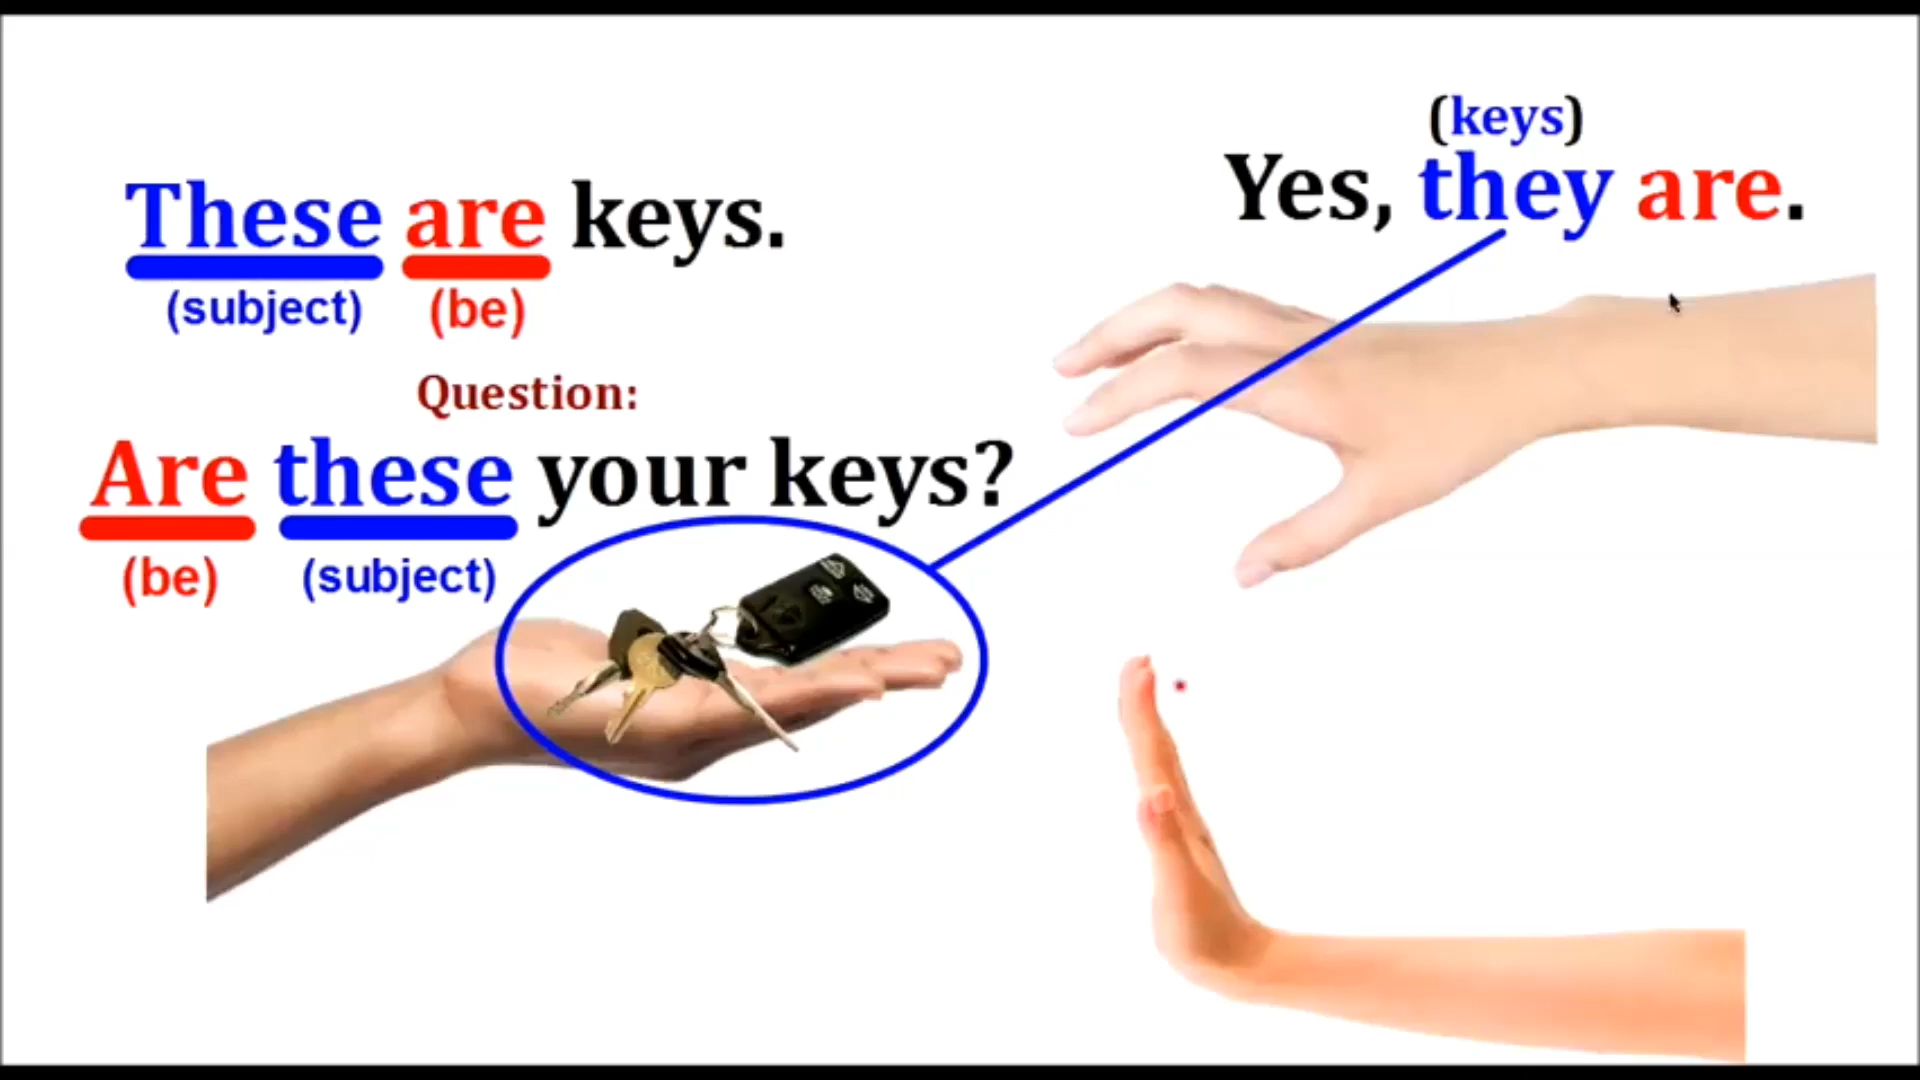 These are keys.
(subject) (be)
Question:
Are these your keys?
(be) (subject)
(keys)
Yes, they are.